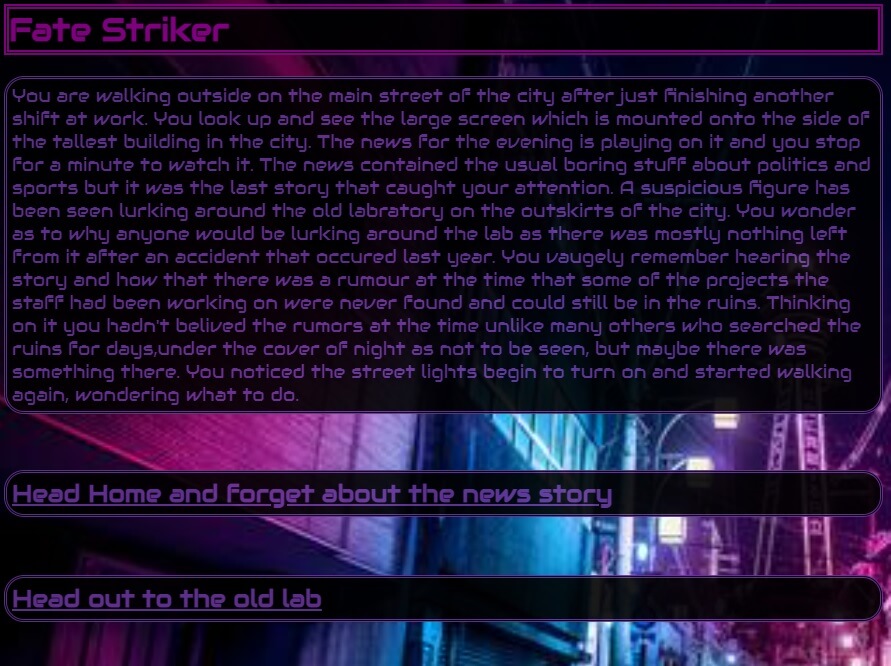 Fate Striker
You are walking outside on the main street of the city after just finishing another
shift at work. You look up and see the large screen which is mounted onto the side of
the tallest building in the city. The news for the evening is playing on it and you stop
for a minute to watch it. The news contained the usual boring stuff about politics and
sports but it was the last story that caught your attention. A suspicious figure has
been seen lurking around the old labratory on the outskirts of the city. You wonder
as to why anyone would be lurking around the lab as there was mostly nothing left
from it after an accident that occured last year. You vaugely remember hearing the
story and how that there was a rumour at the time that some of the projects the
staff had been working on were never found and could still be in the ruins. Thinking
on it you hadn't belived the rumors at the time unlike many others who searched the
ruins for days,under the cover of night as not to be seen, but maybe there was
something there. You noticed the street lights begin to turn on and started walking
again, wondering what to do.
Head Home and forget about the news story
Head out to the old lab